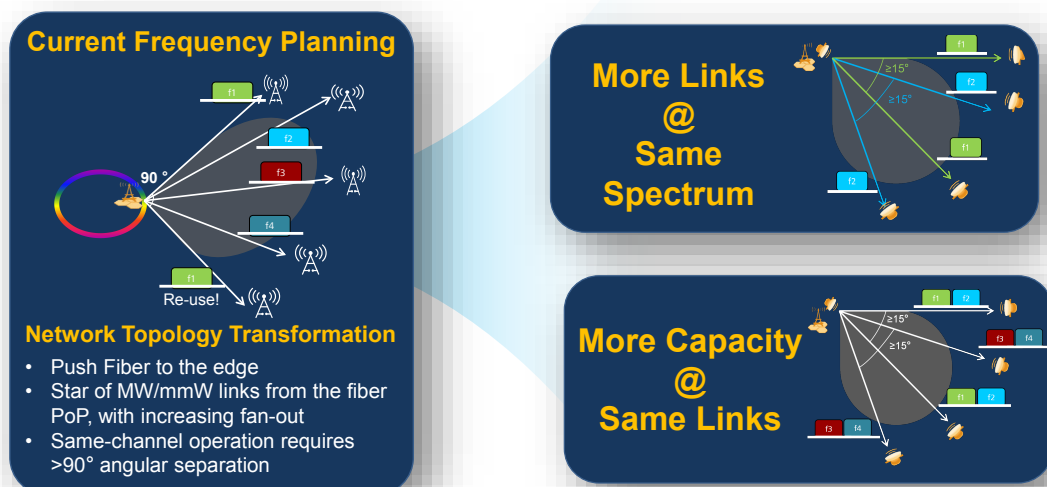 Current Frequency Planning
f1
f2
90 °
f3
f4
f1
Re-use!
Network Topology Transformation
• Push Fiber to the edge
• Star of MW/mmW links from the fiber
PoP, with increasing fan-out
• Same-channel operation requires
>90° angular separation
More Links
@
Same
Spectrum
f1
≥15°
f2
≥15°
f1
f2
More Capacity
@
Same Links
f1 f2
≥15°
f3 f4
≥15°
f1 f2
f3 f4